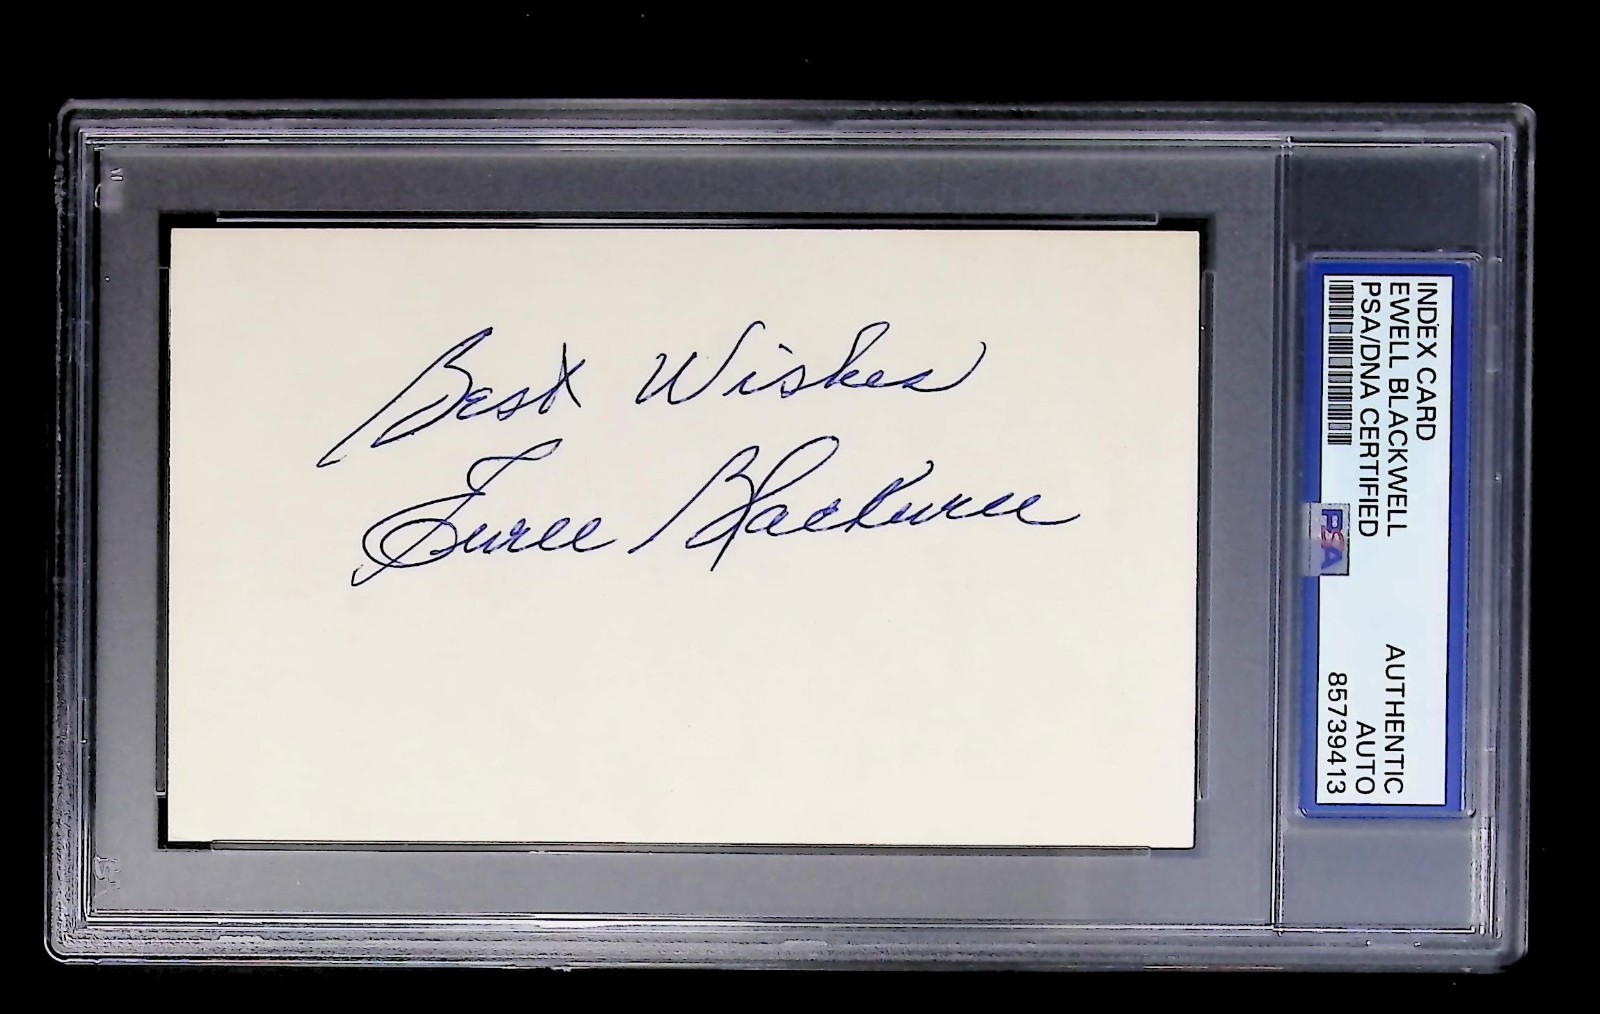 Best Wishes
Ewell Blackwell
INDEX CARD
EWELL BLACKWELL
PSA/DNA CERTIFIED
PSA
AUTHENTIC
AUTO
85739413